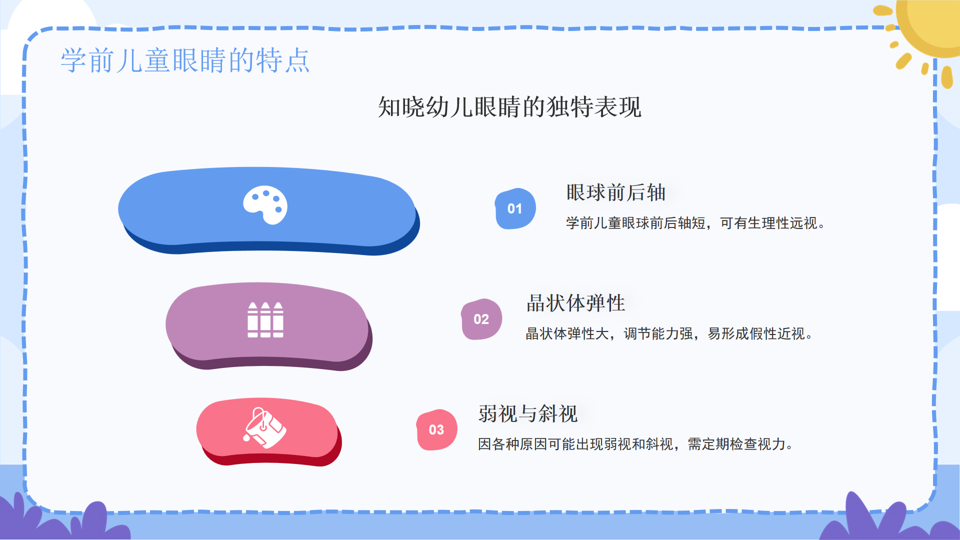 学前儿童眼睛的特点
知晓幼儿眼睛的独特表现
01
眼球前后轴
学前儿童眼球前后轴短，可有生理性远视。
02
晶状体弹性
晶状体弹性大，调节能力强，易形成假性近视。
03
弱视与斜视
因各种原因可能出现弱视和斜视，需定期检查视力。